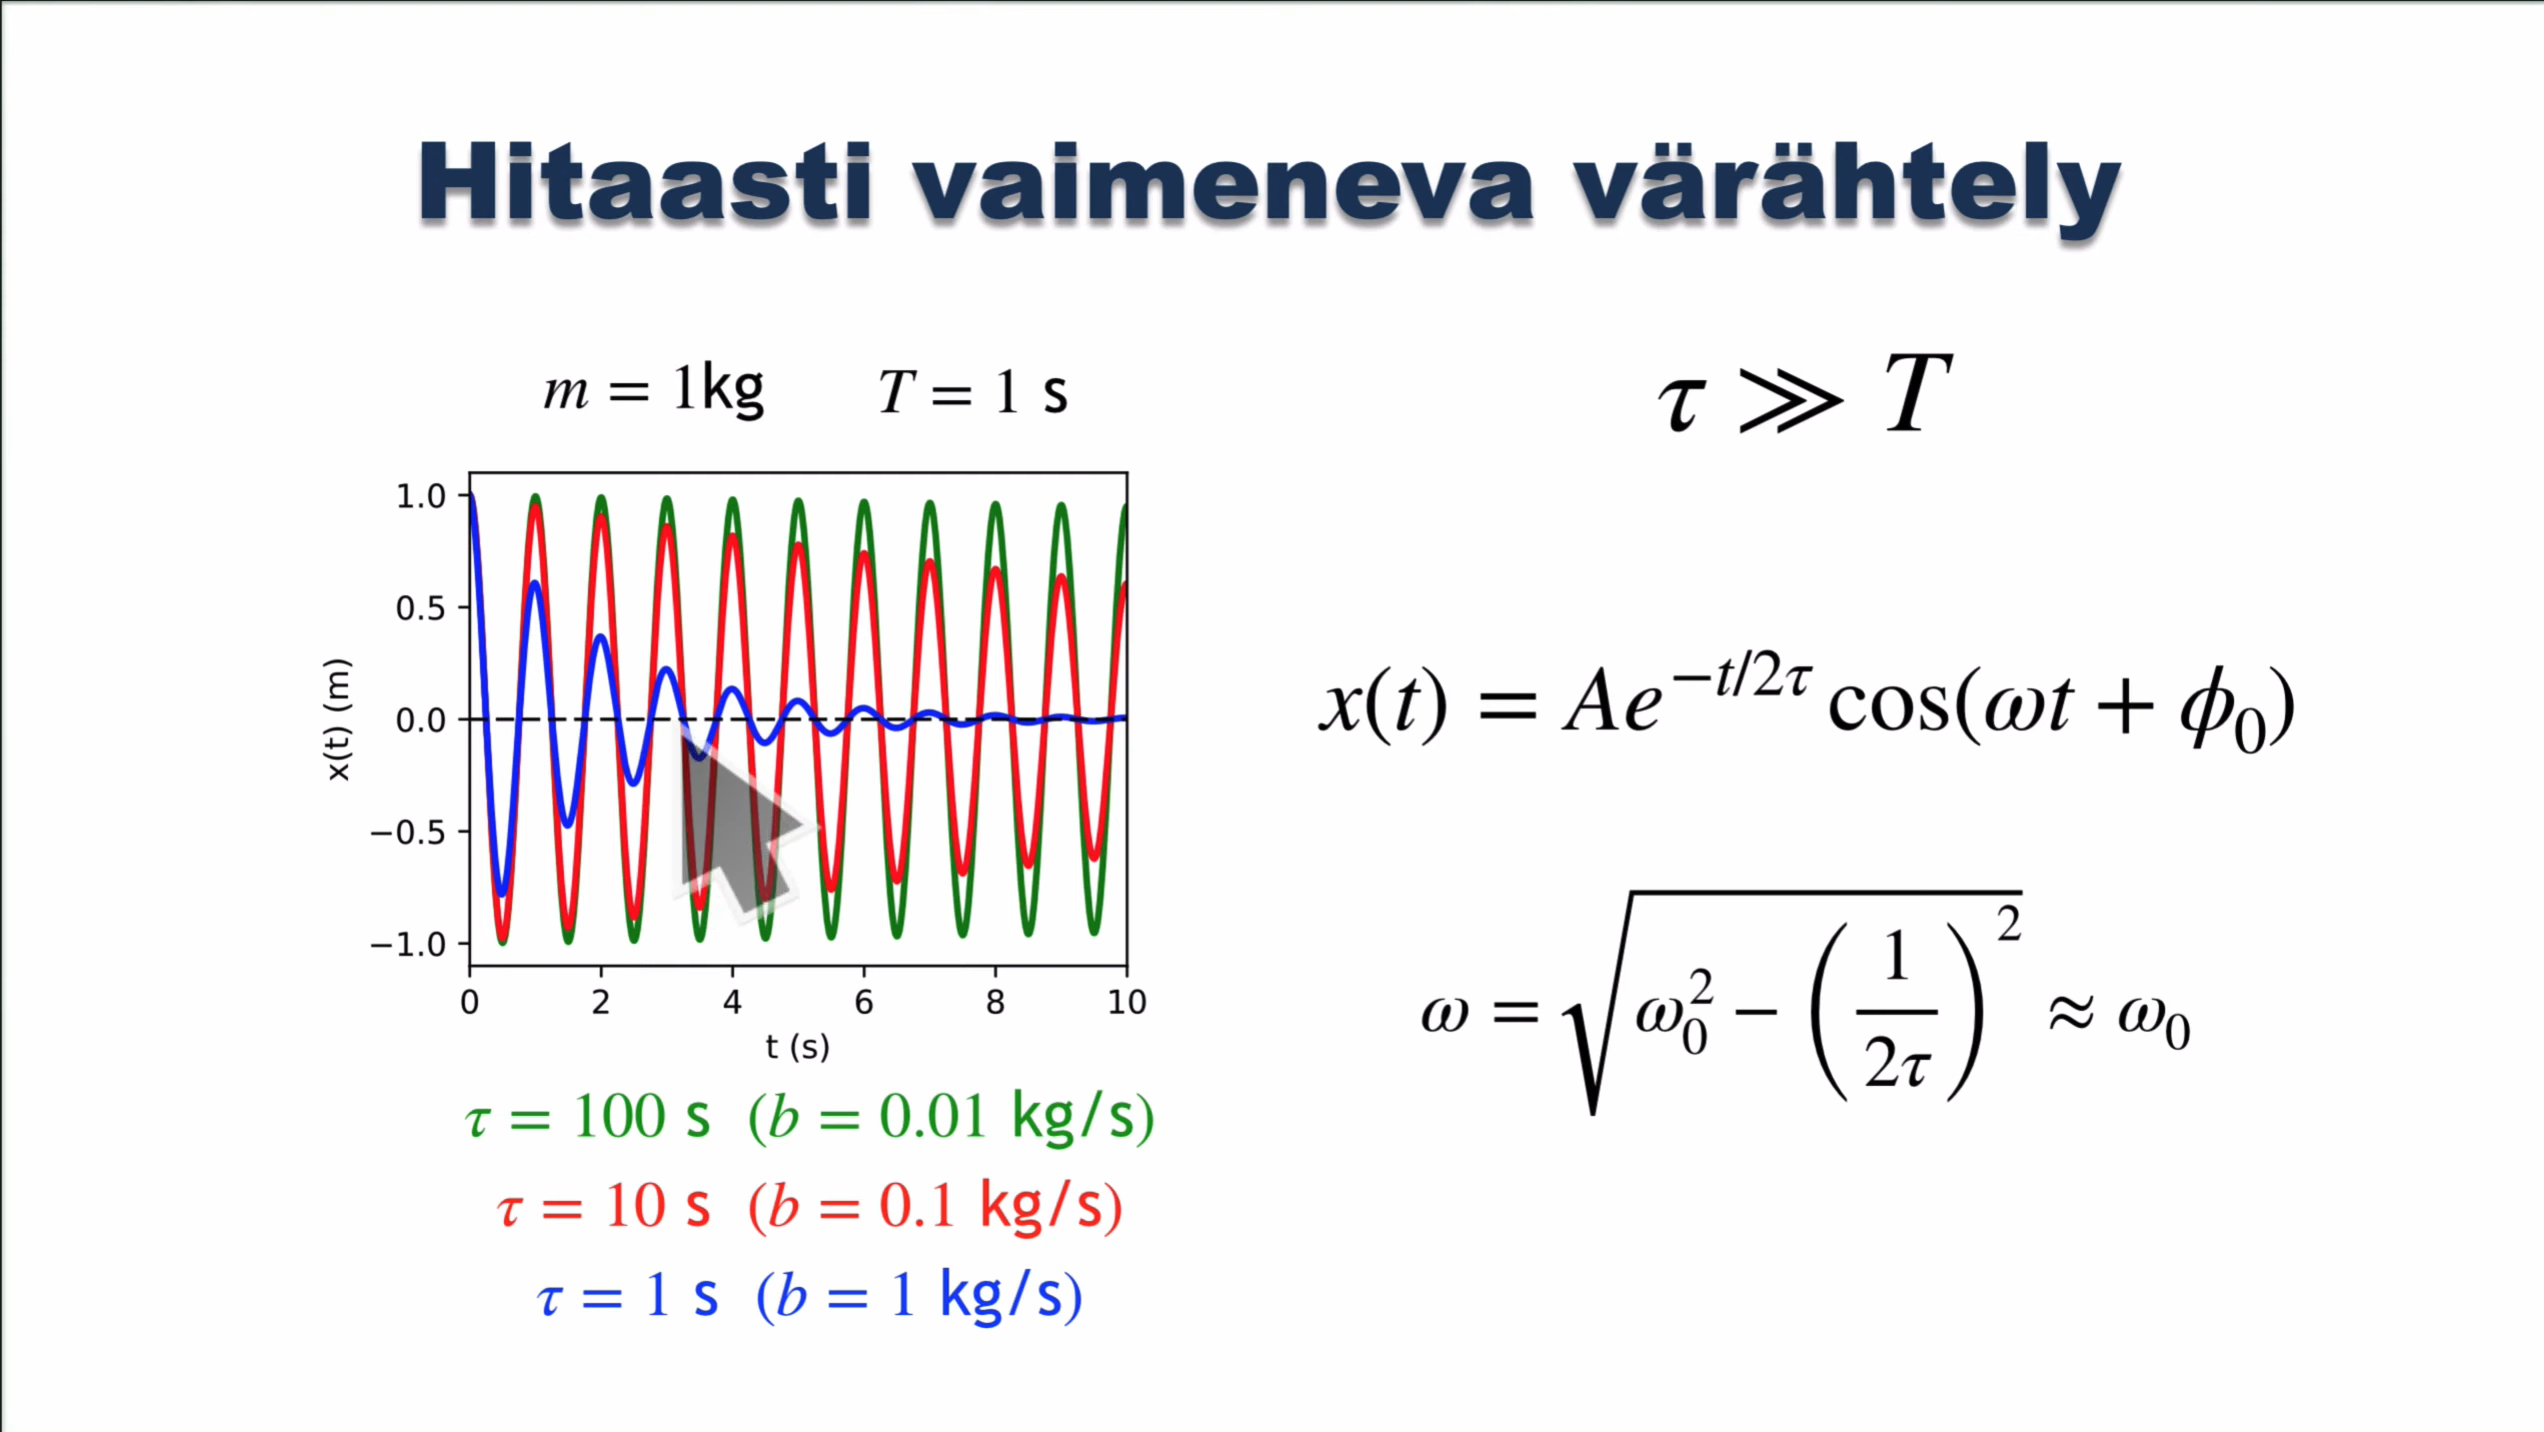 Hitaasti vaimeneva värähtely
m = 1kg T = 1 s
1.0
0.5
0.0
−0.5
−1.0
x(t) (m)
0 2 4 6 8 10
t (s)
τ = 100 s (b = 0.01 kg/s)
τ = 10 s (b = 0.1 kg/s)
τ = 1 s (b = 1 kg/s)
τ ≫ T
x(t) = Ae^{−t/2τ} cos(ωt + ϕ₀)
ω = √(ω₀² − (1/2τ)²) ≈ ω₀